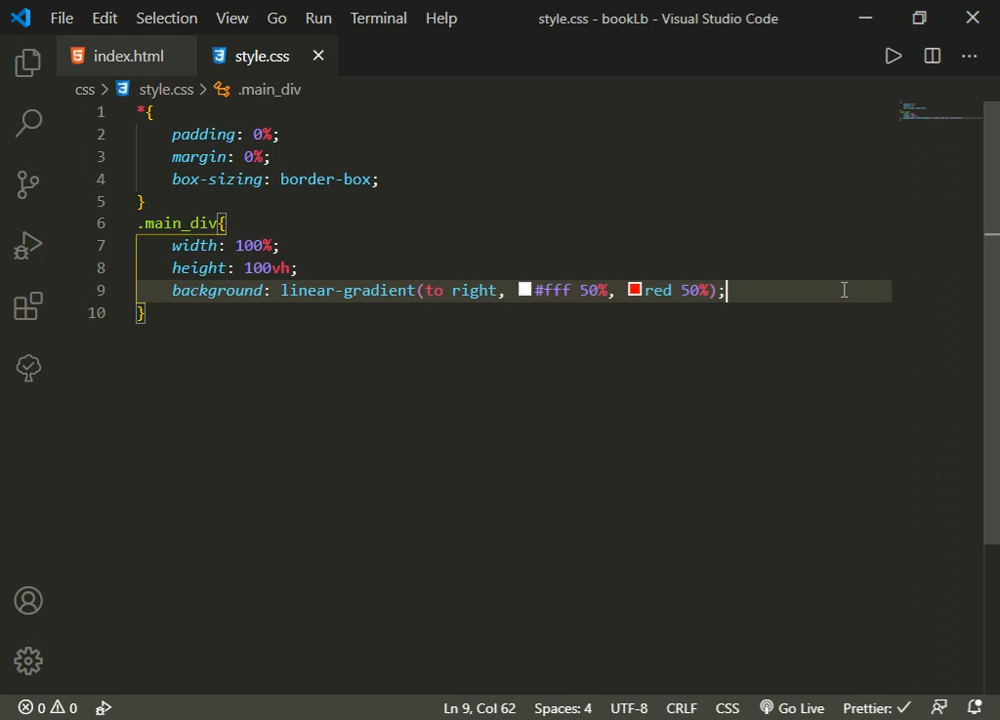 File Edit Selection View Go Run Terminal Help style.css - bookLb - Visual Studio Code
index.html style.css
css > style.css > .main_div
1 *{
2 padding: 0%;
3 margin: 0%;
4 box-sizing: border-box;
5 }
6 .main_div{
7 width: 100%;
8 height: 100vh;
9 background: linear-gradient(to right, #fff 50%, red 50%);
10 }
0 0 Ln 9, Col 62 Spaces: 4 UTF-8 CRLF CSS Go Live Prettier: ✓